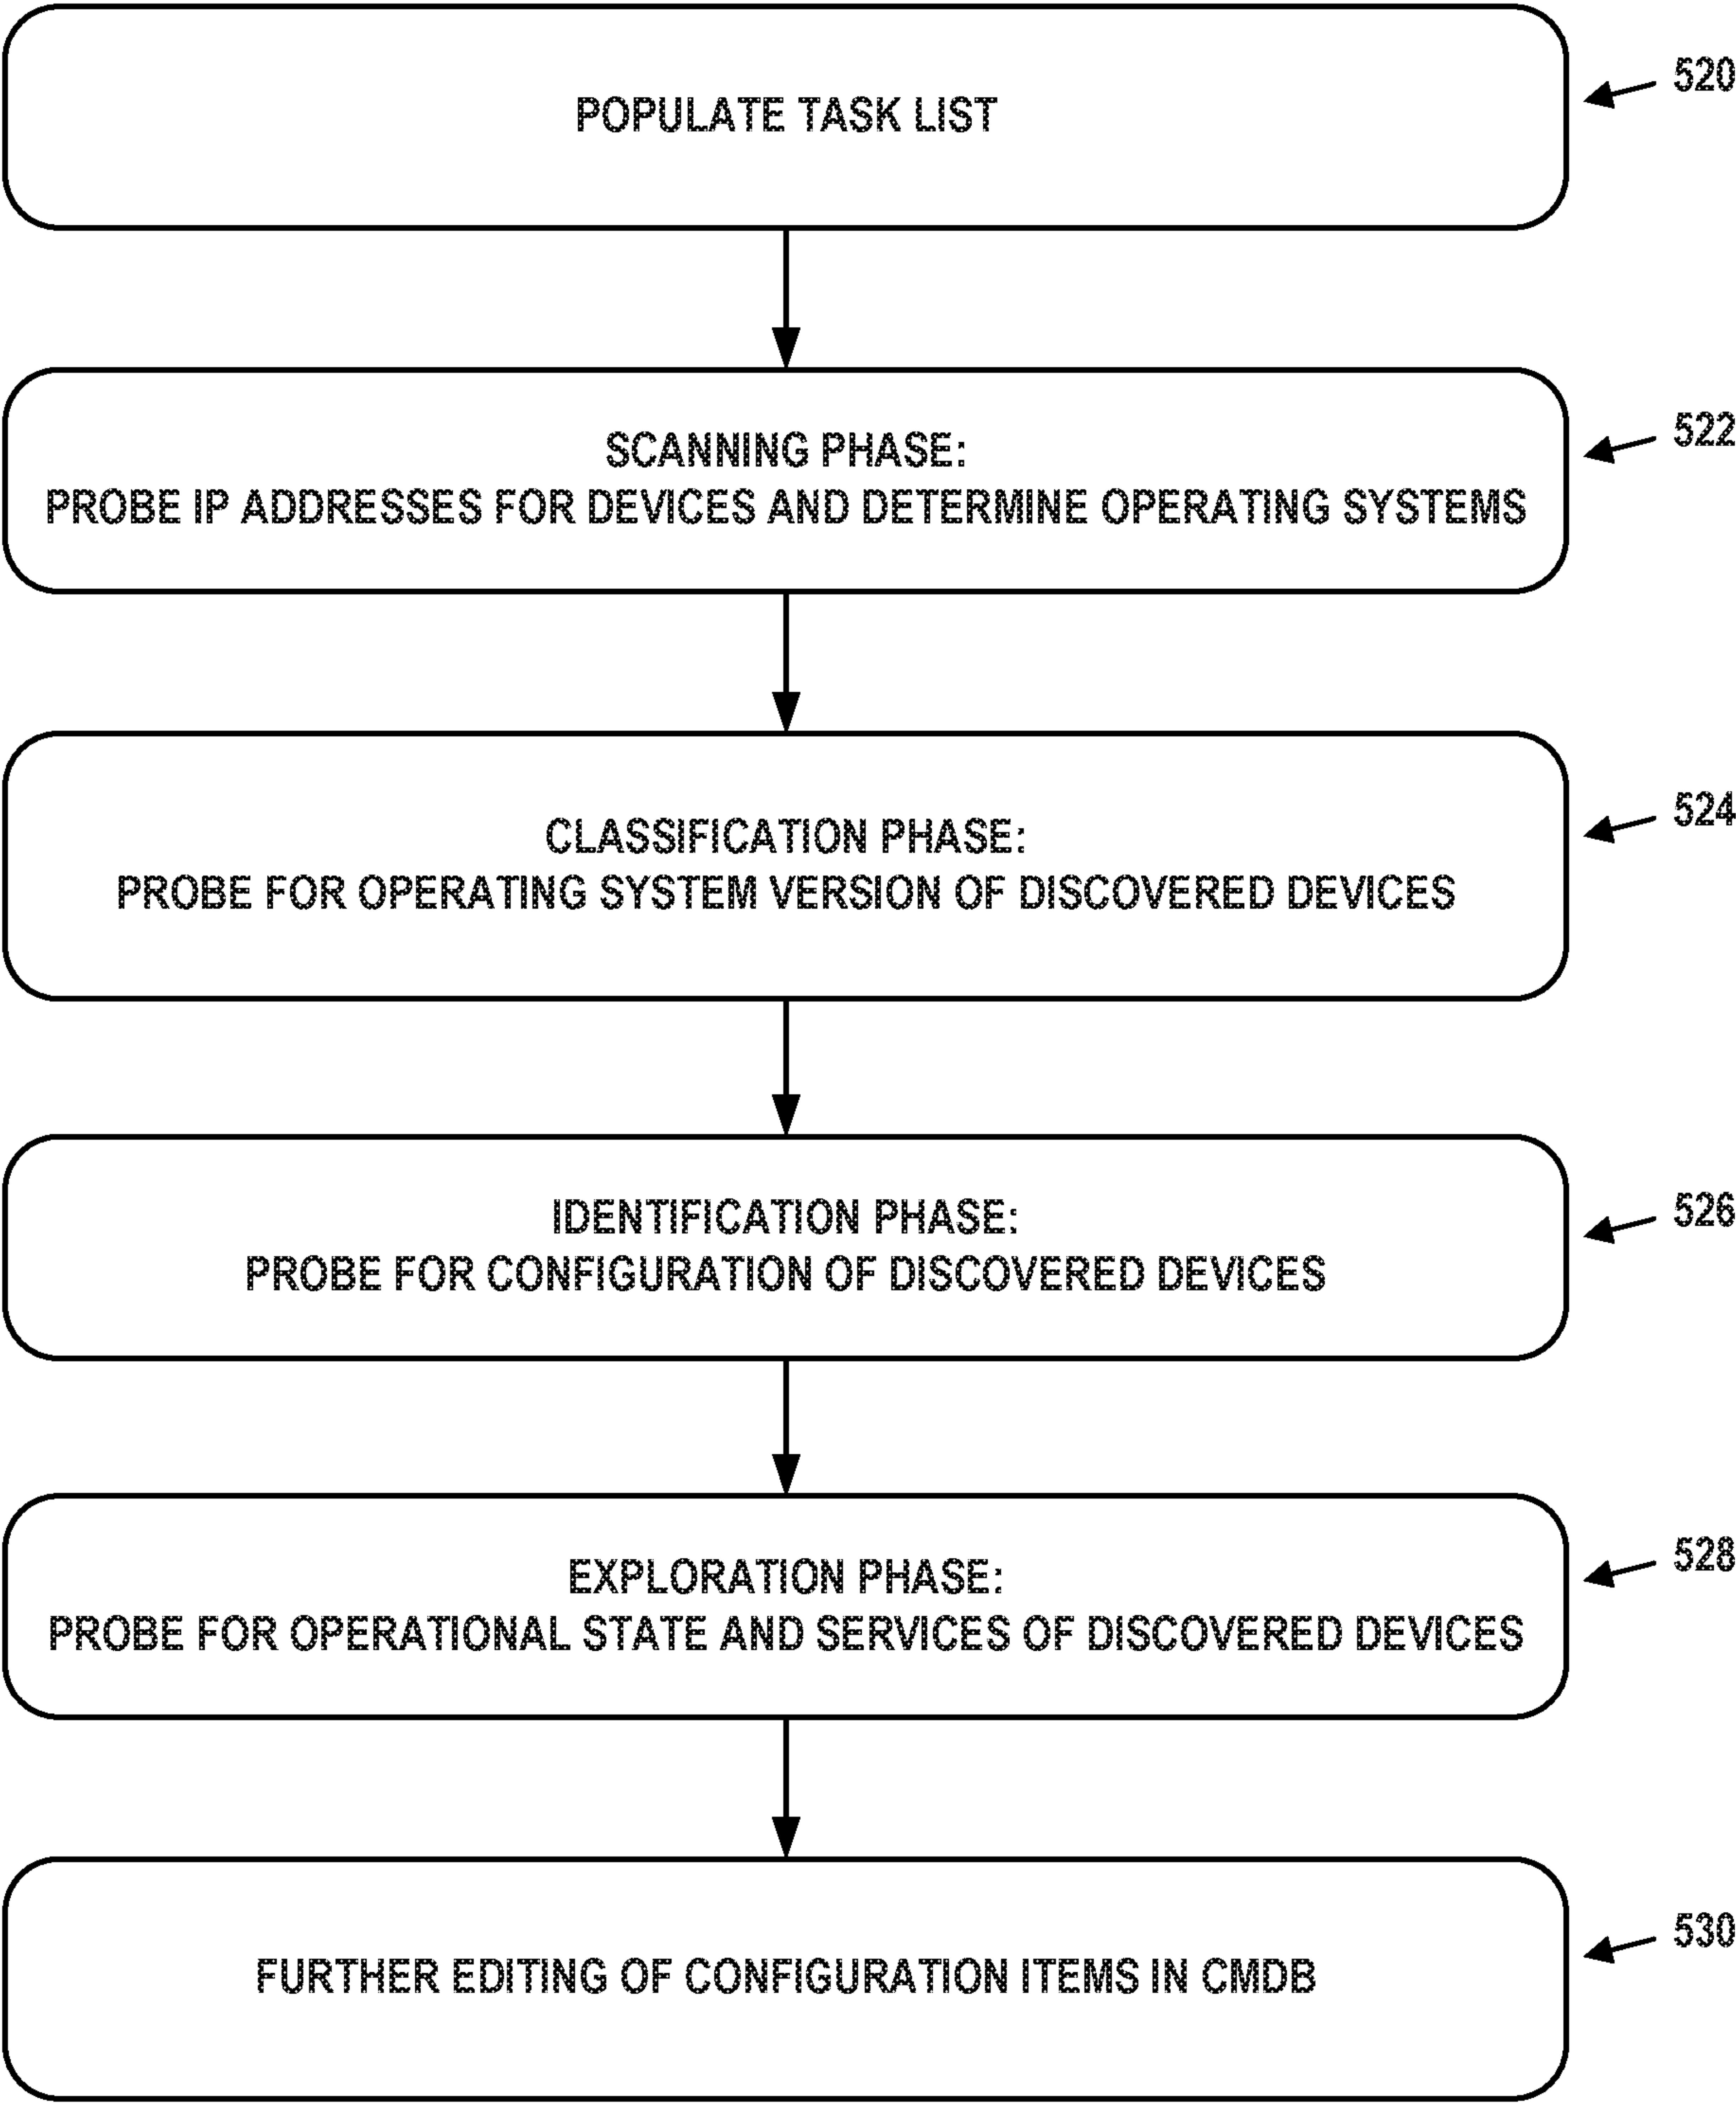 POPULATE TASK LIST
520
SCANNING PHASE:
PROBE IP ADDRESSES FOR DEVICES AND DETERMINE OPERATING SYSTEMS
522
CLASSIFICATION PHASE:
PROBE FOR OPERATING SYSTEM VERSION OF DISCOVERED DEVICES
524
IDENTIFICATION PHASE:
PROBE FOR CONFIGURATION OF DISCOVERED DEVICES
526
EXPLORATION PHASE:
PROBE FOR OPERATIONAL STATE AND SERVICES OF DISCOVERED DEVICES
528
FURTHER EDITING OF CONFIGURATION ITEMS IN CMDB
530